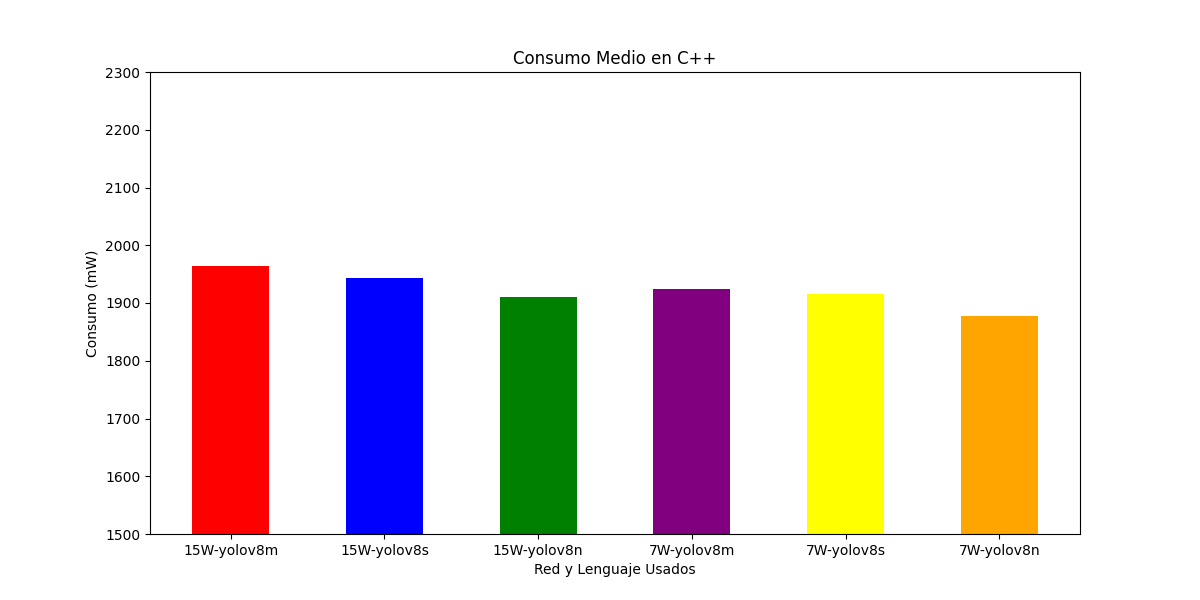 Consumo Medio en C++
2300
2200
2100
2000
1900
1800
1700
1600
1500
Consumo (mW)
15W-yolov8m 15W-yolov8s 15W-yolov8n 7W-yolov8m 7W-yolov8s 7W-yolov8n
Red y Lenguaje Usados